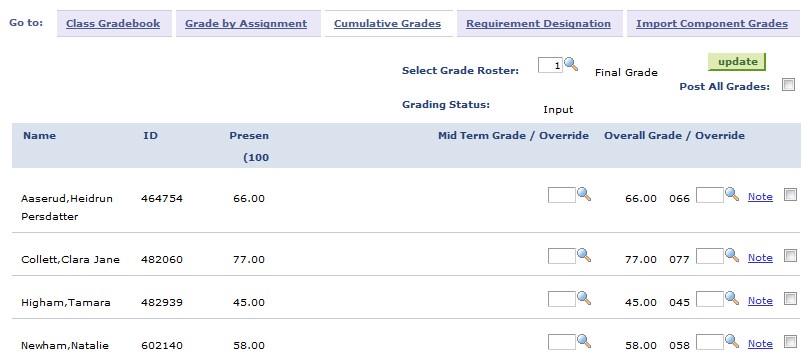 Go to: Class Gradebook Grade by Assignment Cumulative Grades Requirement Designation Import Component Grades
Select Grade Roster: 1 Final Grade update
Post All Grades:
Grading Status: Input
Name ID Presen Mid Term Grade / Override Overall Grade / Override
(100
Aaserud,Heidrun 464754 66.00 66.00 066 Note
Persdatter
Collett,Clara Jane 482060 77.00 77.00 077 Note
Higham,Tamara 482939 45.00 45.00 045 Note
Newham,Natalie 602140 58.00 58.00 058 Note